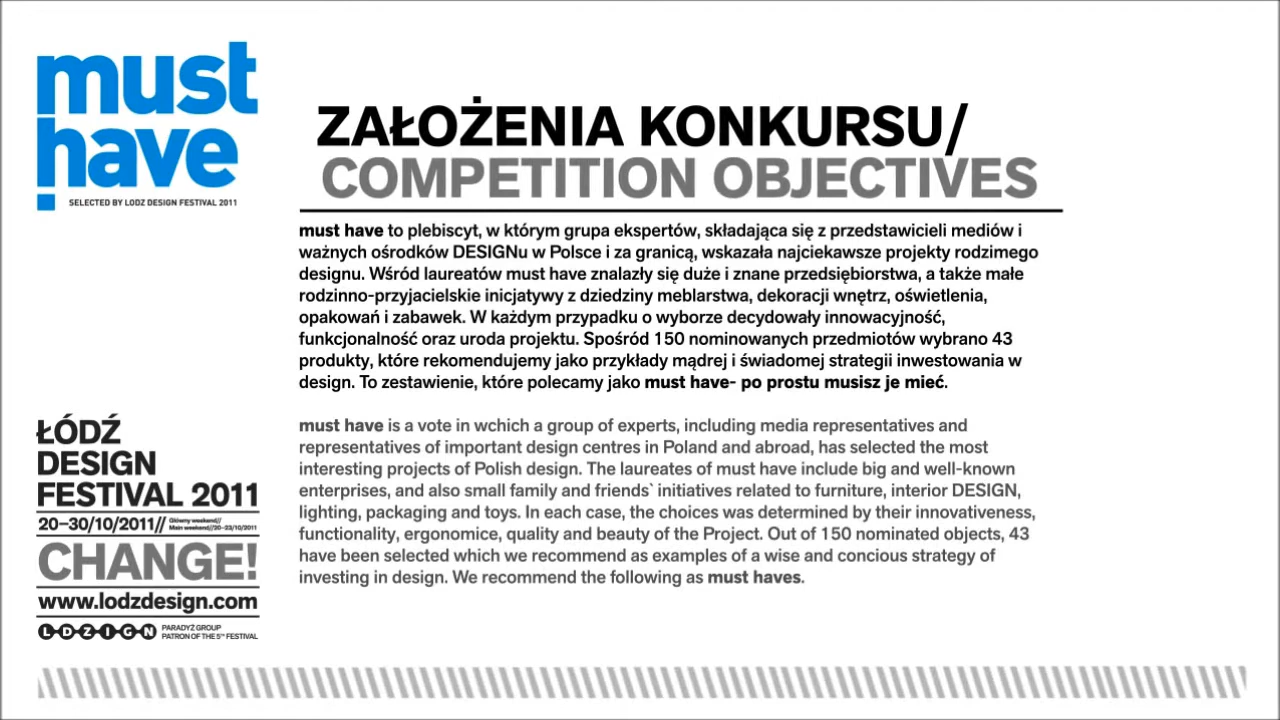 must
have
SELECTED BY LODZ DESIGN FESTIVAL 2011
ZAŁOŻENIA KONKURSU/
COMPETITION OBJECTIVES
must have to plebiscyt, w którym grupa ekspertów, składająca się z przedstawicieli mediów i
ważnych ośrodków DESIGNu w Polsce i za granicą, wskazała najciekawsze projekty rodzimego
designu. Wśród laureatów must have znalazły się duże i znane przedsiębiorstwa, a także małe
rodzinno-przyjacielskie inicjatywy z dziedziny meblarstwa, dekoracji wnętrz, oświetlenia,
opakowań i zabawek. W każdym przypadku o wyborze decydowały innowacyjność,
funkcjonalność oraz uroda projektu. Spośród 150 nominowanych przedmiotów wybrano 43
produkty, które rekomendujemy jako przykłady mądrej i świadomej strategii inwestowania w
design. To zestawienie, które polecamy jako must have- po prostu musisz je mieć.
must have is a vote in wchich a group of experts, including media representatives and
representatives of important design centres in Poland and abroad, has selected the most
interesting projects of Polish design. The laureates of must have include big and well-known
enterprises, and also small family and friends` initiatives related to furniture, interior DESIGN,
lighting, packaging and toys. In each case, the choices was determined by their innovativeness,
functionality, ergonomice, quality and beauty of the Project. Out of 150 nominated objects, 43
have been selected which we recommend as examples of a wise and concious strategy of
investing in design. We recommend the following as must haves.
ŁÓDŹ
DESIGN
FESTIVAL 2011
20–30/10/2011// Główny weekend//
Main weekend//20-23/10/2011
CHANGE!
www.lodzdesign.com
LDZIGN PARADYŻ GROUP
PATRON OF THE 5TH FESTIVAL